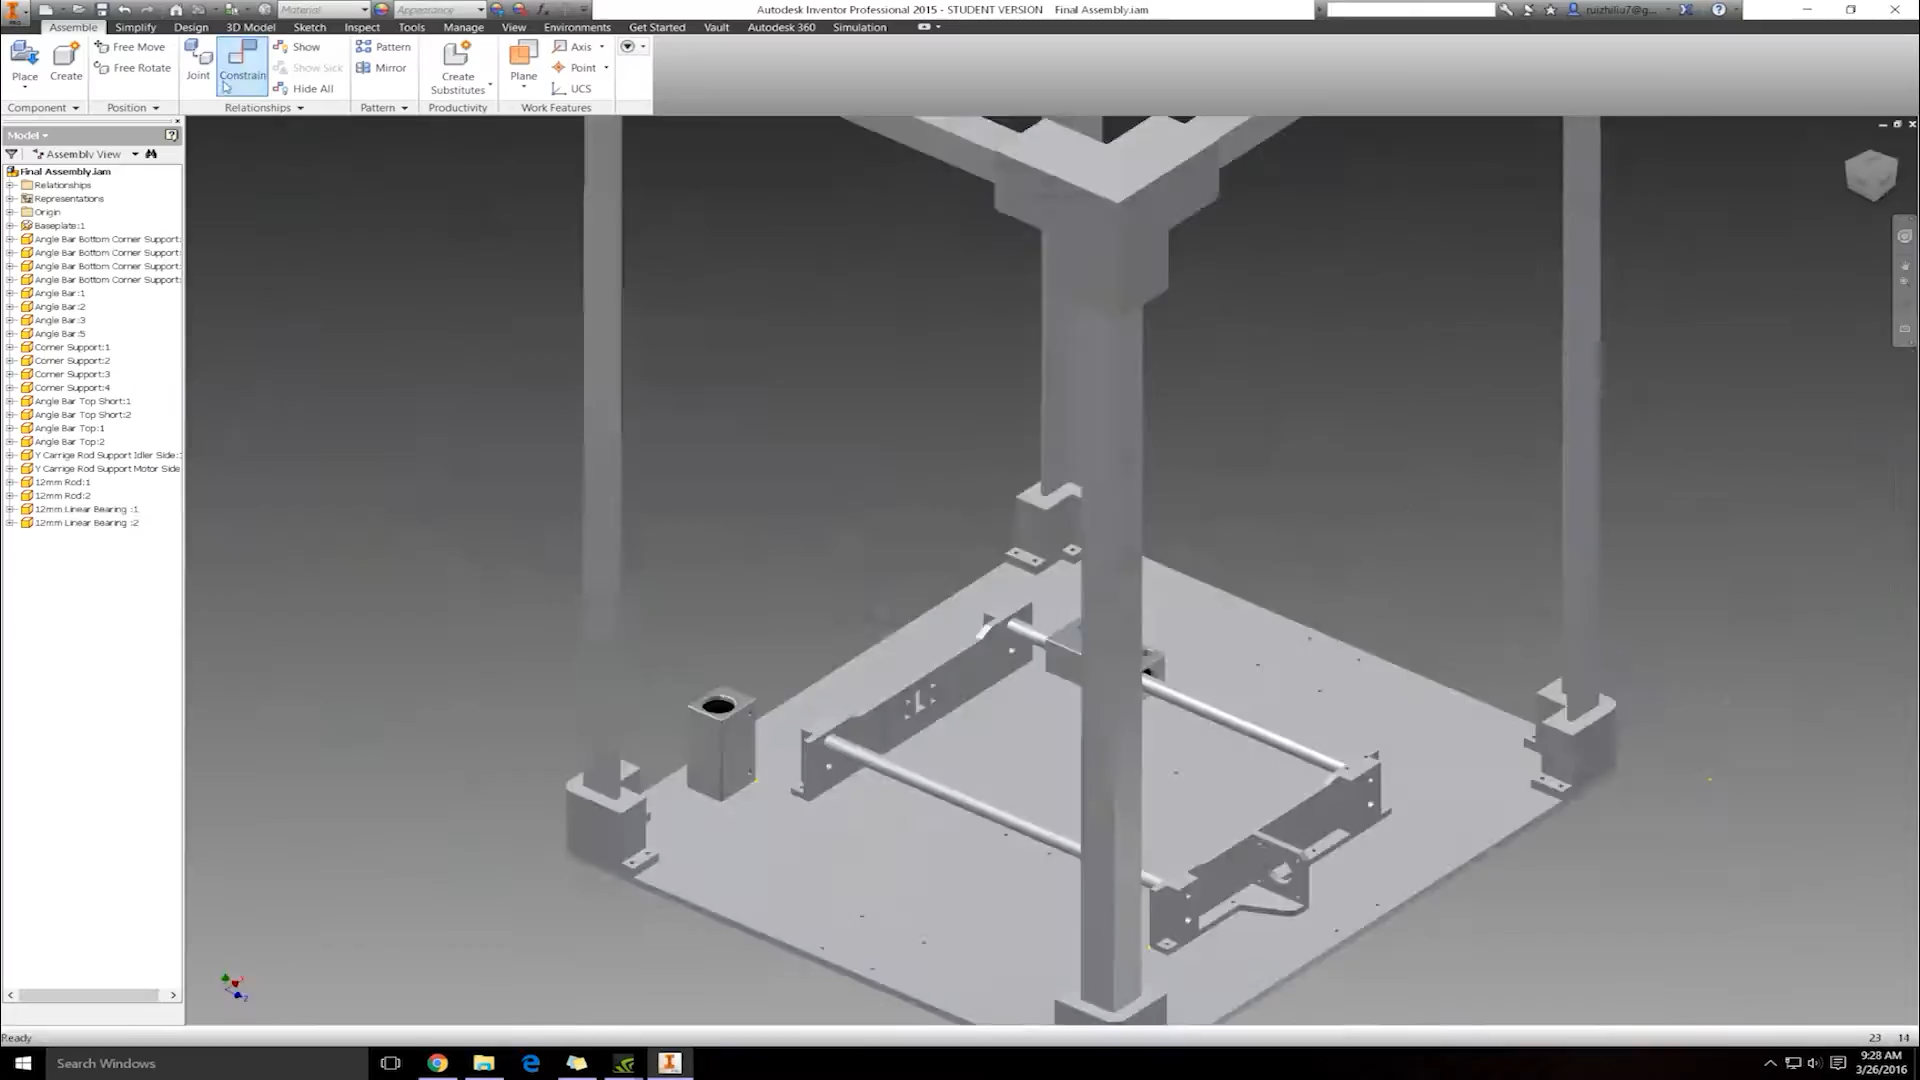 Material
Appearance
Autodesk Inventor Professional 2015 - STUDENT VERSION Final Assembly.iam
ruizhiliu7@g...
PRO
Assemble Simplify Design 3D Model Sketch Inspect Tools Manage View Environments Get Started Vault Autodesk 360 Simulation
Free Move
Free Rotate
Show
Show Sick
Hide All
Pattern
Mirror
Axis
Point
UCS
Place
Create
Joint
Constrain
Create
Substitutes
Plane
Component
Position
Relationships
Pattern
Productivity
Work Features
Model
Assembly View
Final Assembly.iam
Relationships
Representations
Origin
Baseplate:1
Angle Bar Bottom Corner Support:
Angle Bar Bottom Corner Support:
Angle Bar Bottom Corner Support:
Angle Bar Bottom Corner Support:
Angle Bar:1
Angle Bar:2
Angle Bar:3
Angle Bar:5
Corner Support:1
Corner Support:2
Corner Support:3
Corner Support:4
Angle Bar Top Short:1
Angle Bar Top Short:2
Angle Bar Top:1
Angle Bar Top:2
Y Carrige Rod Support Idler Side:
Y Carrige Rod Support Motor Side
12mm Rod:1
12mm Rod:2
12mm Linear Bearing :1
12mm Linear Bearing :2
Ready
23 14
Search Windows
9:28 AM
3/26/2016